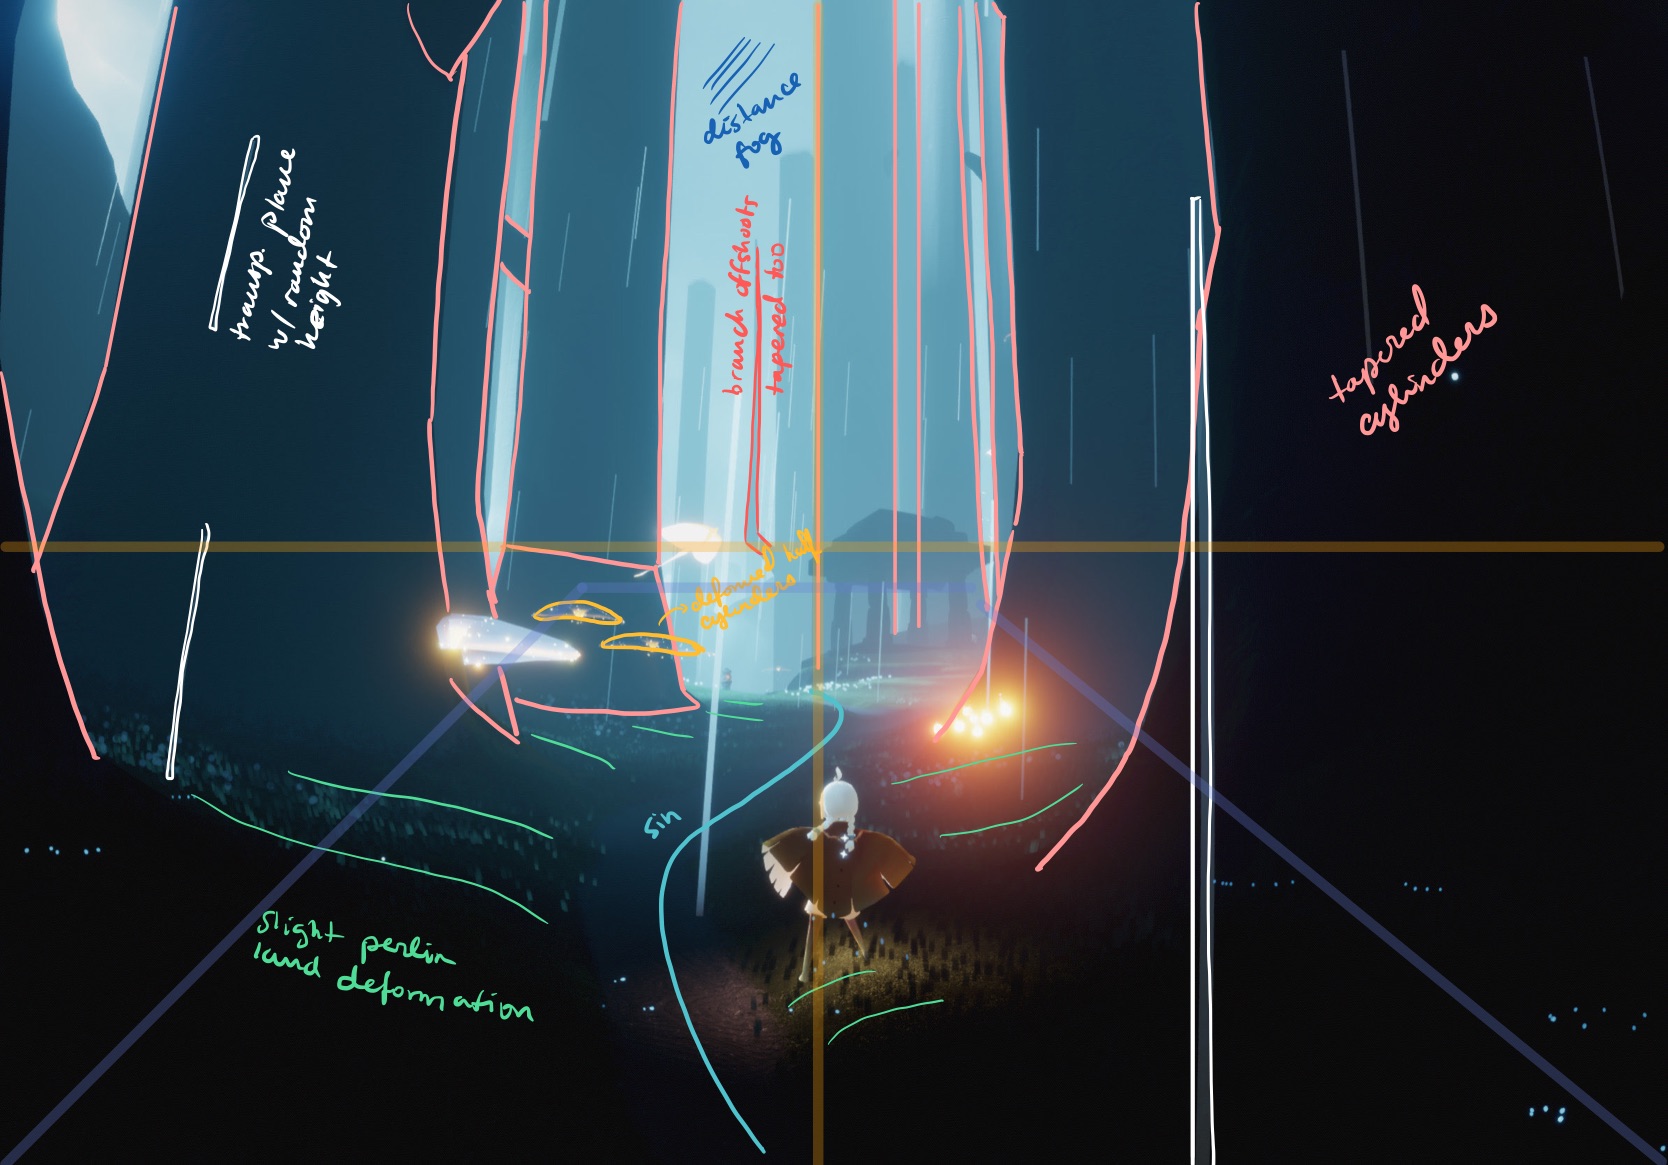 distance
fog
transp. plane
w/ random
height
branch offshoots
tapered too
tapered
cylinders
deformed half
cylinders
sin
slight perlin
land deformation